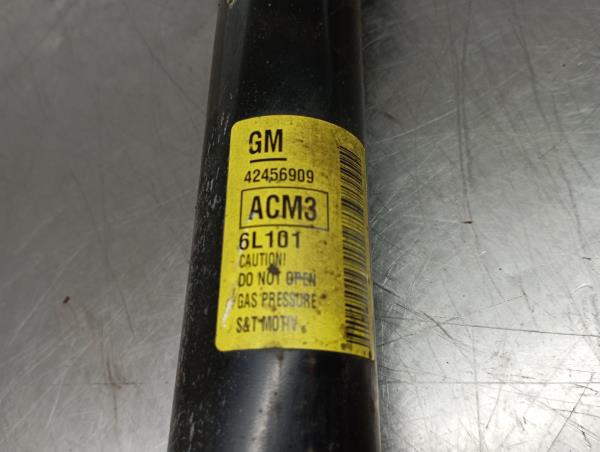 GM
42456909
ACM3
6L101
CAUTION!
DO NOT OPEN
GAS PRESSURE
S&T MOTIV